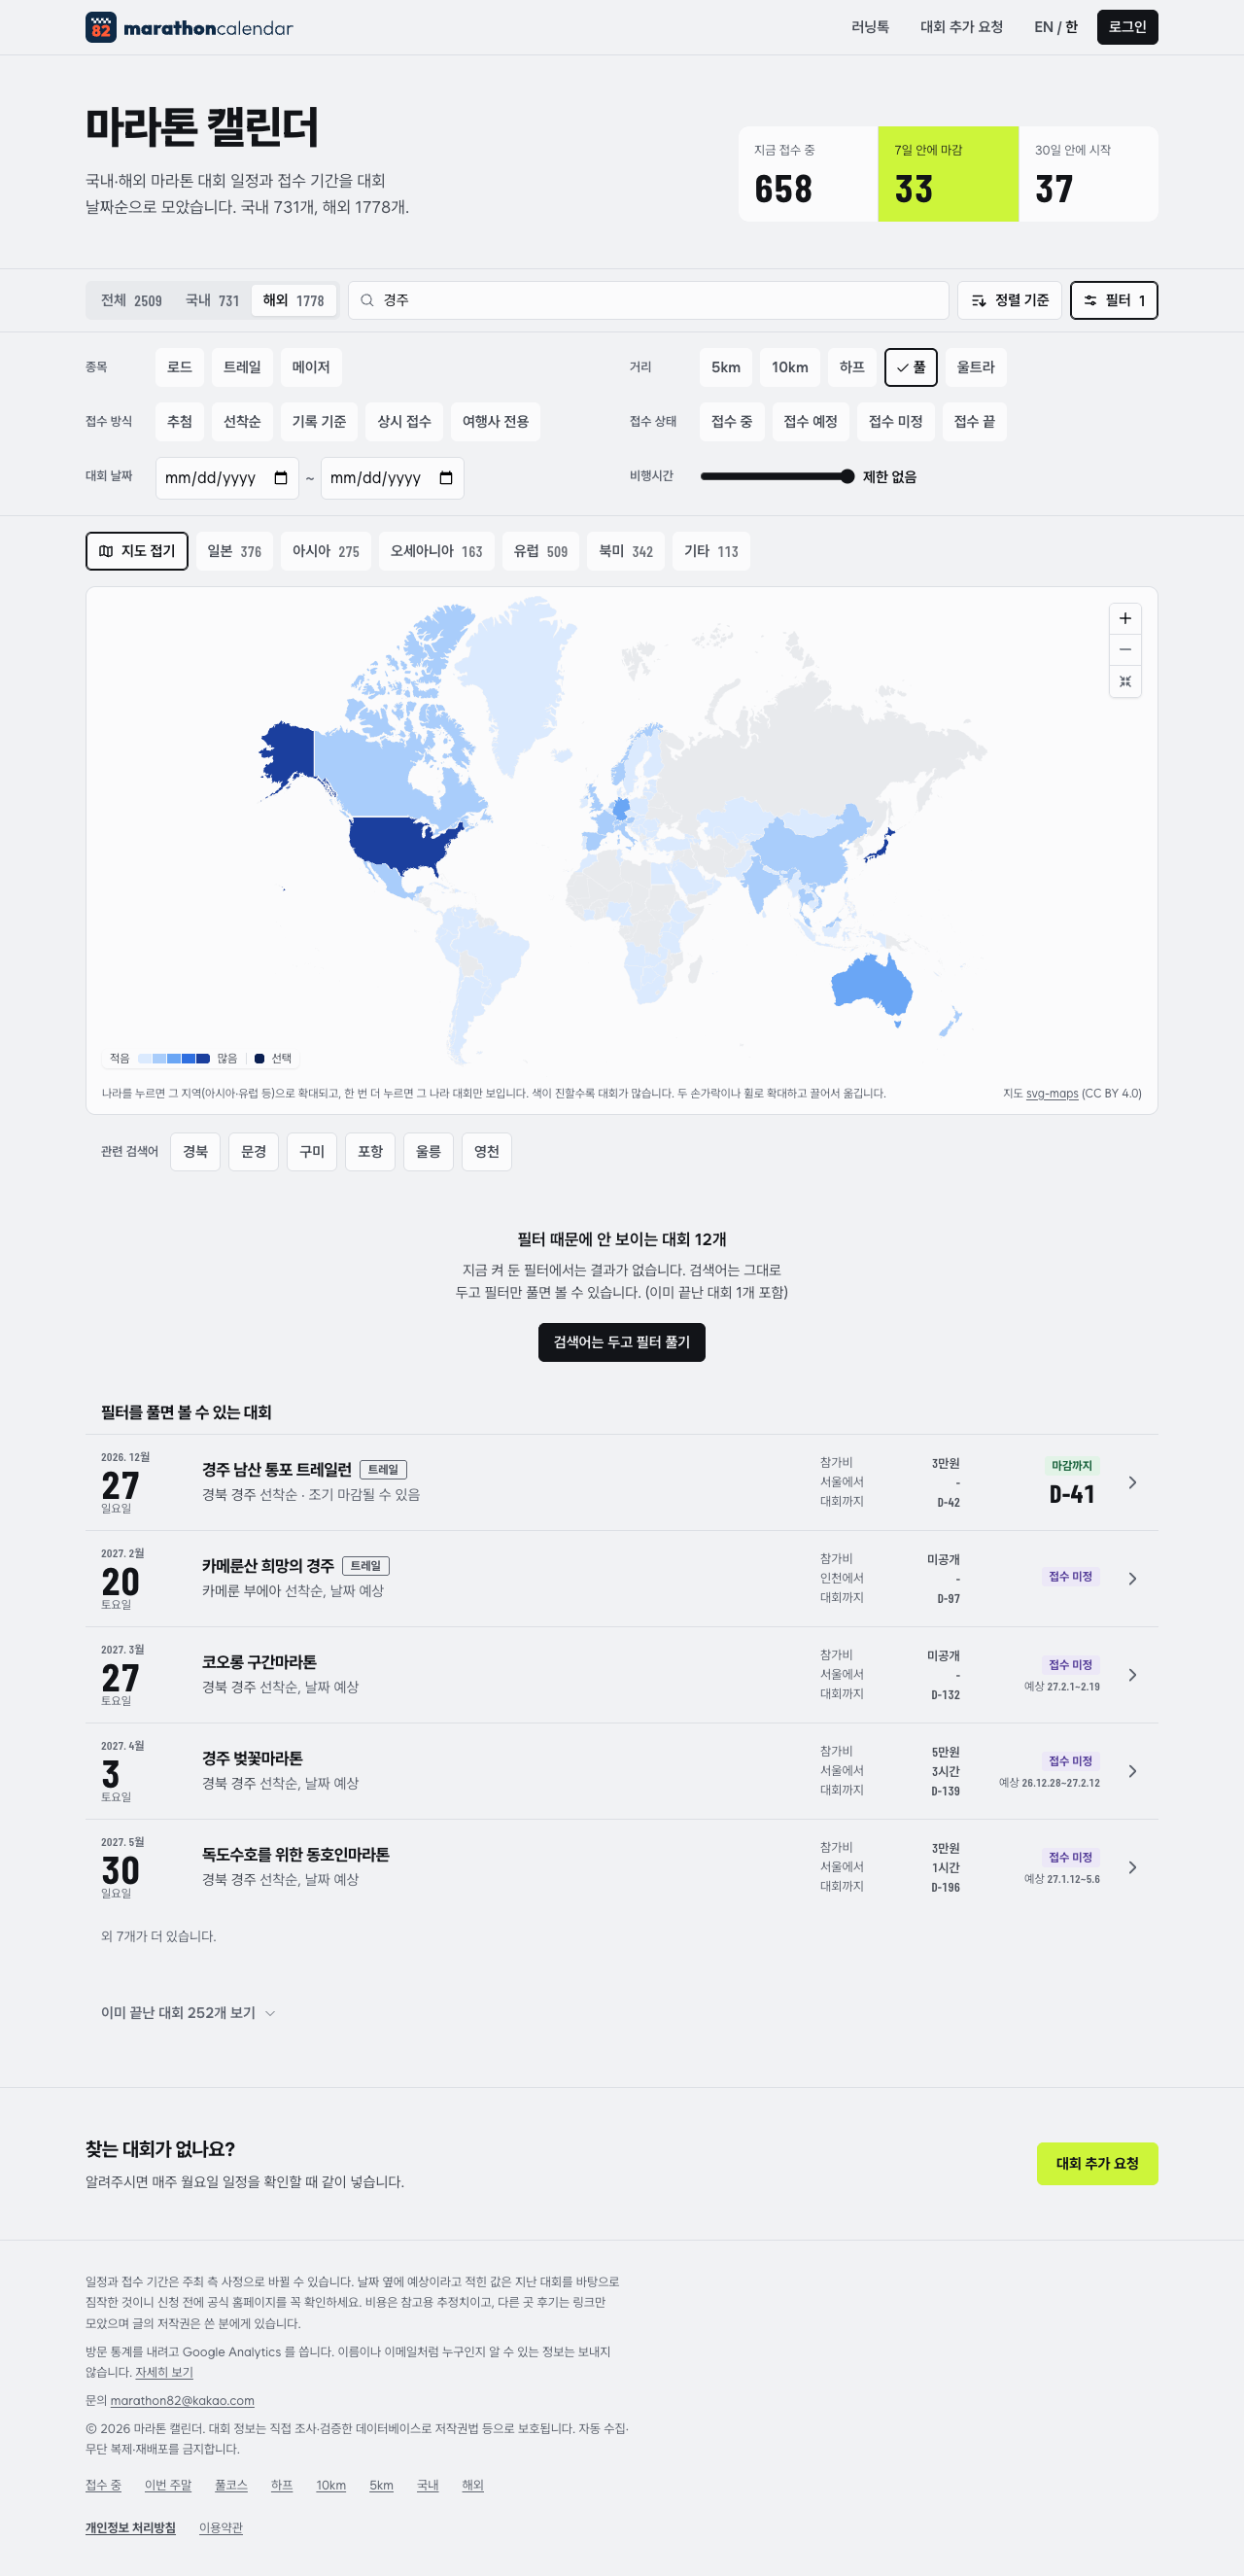 82 marathoncalendar
러닝톡
대회 추가 요청
EN / 한
로그인
마라톤 캘린더
국내·해외 마라톤 대회 일정과 접수 기간을 대회
날짜순으로 모았습니다. 국내 731개, 해외 1778개.
지금 접수 중
658
7일 안에 마감
33
30일 안에 시작
37
전체 2509
국내 731
해외 1778
경주
정렬 기준
필터 1
종목
로드
트레일
메이저
거리
5km
10km
하프
풀
울트라
접수 방식
추첨
선착순
기록 기준
상시 접수
여행사 전용
접수 상태
접수 중
접수 예정
접수 미정
접수 끝
대회 날짜
mm/dd/yyyy
~
mm/dd/yyyy
비행시간
제한 없음
지도 접기
일본 376
아시아 275
오세아니아 163
유럽 509
북미 342
기타 113
적음
많음
선택
나라를 누르면 그 지역(아시아·유럽 등)으로 확대되고, 한 번 더 누르면 그 나라 대회만 보입니다. 색이 진할수록 대회가 많습니다. 두 손가락이나 휠로 확대하고 끌어서 옮깁니다.
지도 svg-maps (CC BY 4.0)
관련 검색어
경북
문경
구미
포항
울릉
영천
필터 때문에 안 보이는 대회 12개
지금 켜 둔 필터에서는 결과가 없습니다. 검색어는 그대로
두고 필터만 풀면 볼 수 있습니다. (이미 끝난 대회 1개 포함)
검색어는 두고 필터 풀기
필터를 풀면 볼 수 있는 대회
2026. 12월
27
일요일
경주 남산 통포 트레일런 트레일
경북 경주 선착순 · 조기 마감될 수 있음
참가비 3만원
서울에서 -
대회까지 D-42
마감까지
D-41
2027. 2월
20
토요일
카메룬산 희망의 경주 트레일
카메룬 부에아 선착순, 날짜 예상
참가비 미공개
인천에서 -
대회까지 D-97
접수 미정
2027. 3월
27
토요일
코오롱 구간마라톤
경북 경주 선착순, 날짜 예상
참가비 미공개
서울에서 -
대회까지 D-132
접수 미정
예상 27.2.1~2.19
2027. 4월
3
토요일
경주 벚꽃마라톤
경북 경주 선착순, 날짜 예상
참가비 5만원
서울에서 3시간
대회까지 D-139
접수 미정
예상 26.12.28~27.2.12
2027. 5월
30
일요일
독도수호를 위한 동호인마라톤
경북 경주 선착순, 날짜 예상
참가비 3만원
서울에서 1시간
대회까지 D-196
접수 미정
예상 27.1.12~5.6
외 7개가 더 있습니다.
이미 끝난 대회 252개 보기
찾는 대회가 없나요?
알려주시면 매주 월요일 일정을 확인할 때 같이 넣습니다.
대회 추가 요청
일정과 접수 기간은 주최 측 사정으로 바뀔 수 있습니다. 날짜 옆에 예상이라고 적힌 값은 지난 대회를 바탕으로
짐작한 것이니 신청 전에 공식 홈페이지를 꼭 확인하세요. 비용은 참고용 추정치이고, 다른 곳 후기는 링크만
모았으며 글의 저작권은 쓴 분에게 있습니다.
방문 통계를 내려고 Google Analytics 를 씁니다. 이름이나 이메일처럼 누구인지 알 수 있는 정보는 보내지
않습니다. 자세히 보기
문의 marathon82@kakao.com
© 2026 마라톤 캘린더. 대회 정보는 직접 조사·검증한 데이터베이스로 저작권법 등으로 보호됩니다. 자동 수집·
무단 복제·재배포를 금지합니다.
접수 중
이번 주말
풀코스
하프
10km
5km
국내
해외
개인정보 처리방침
이용약관